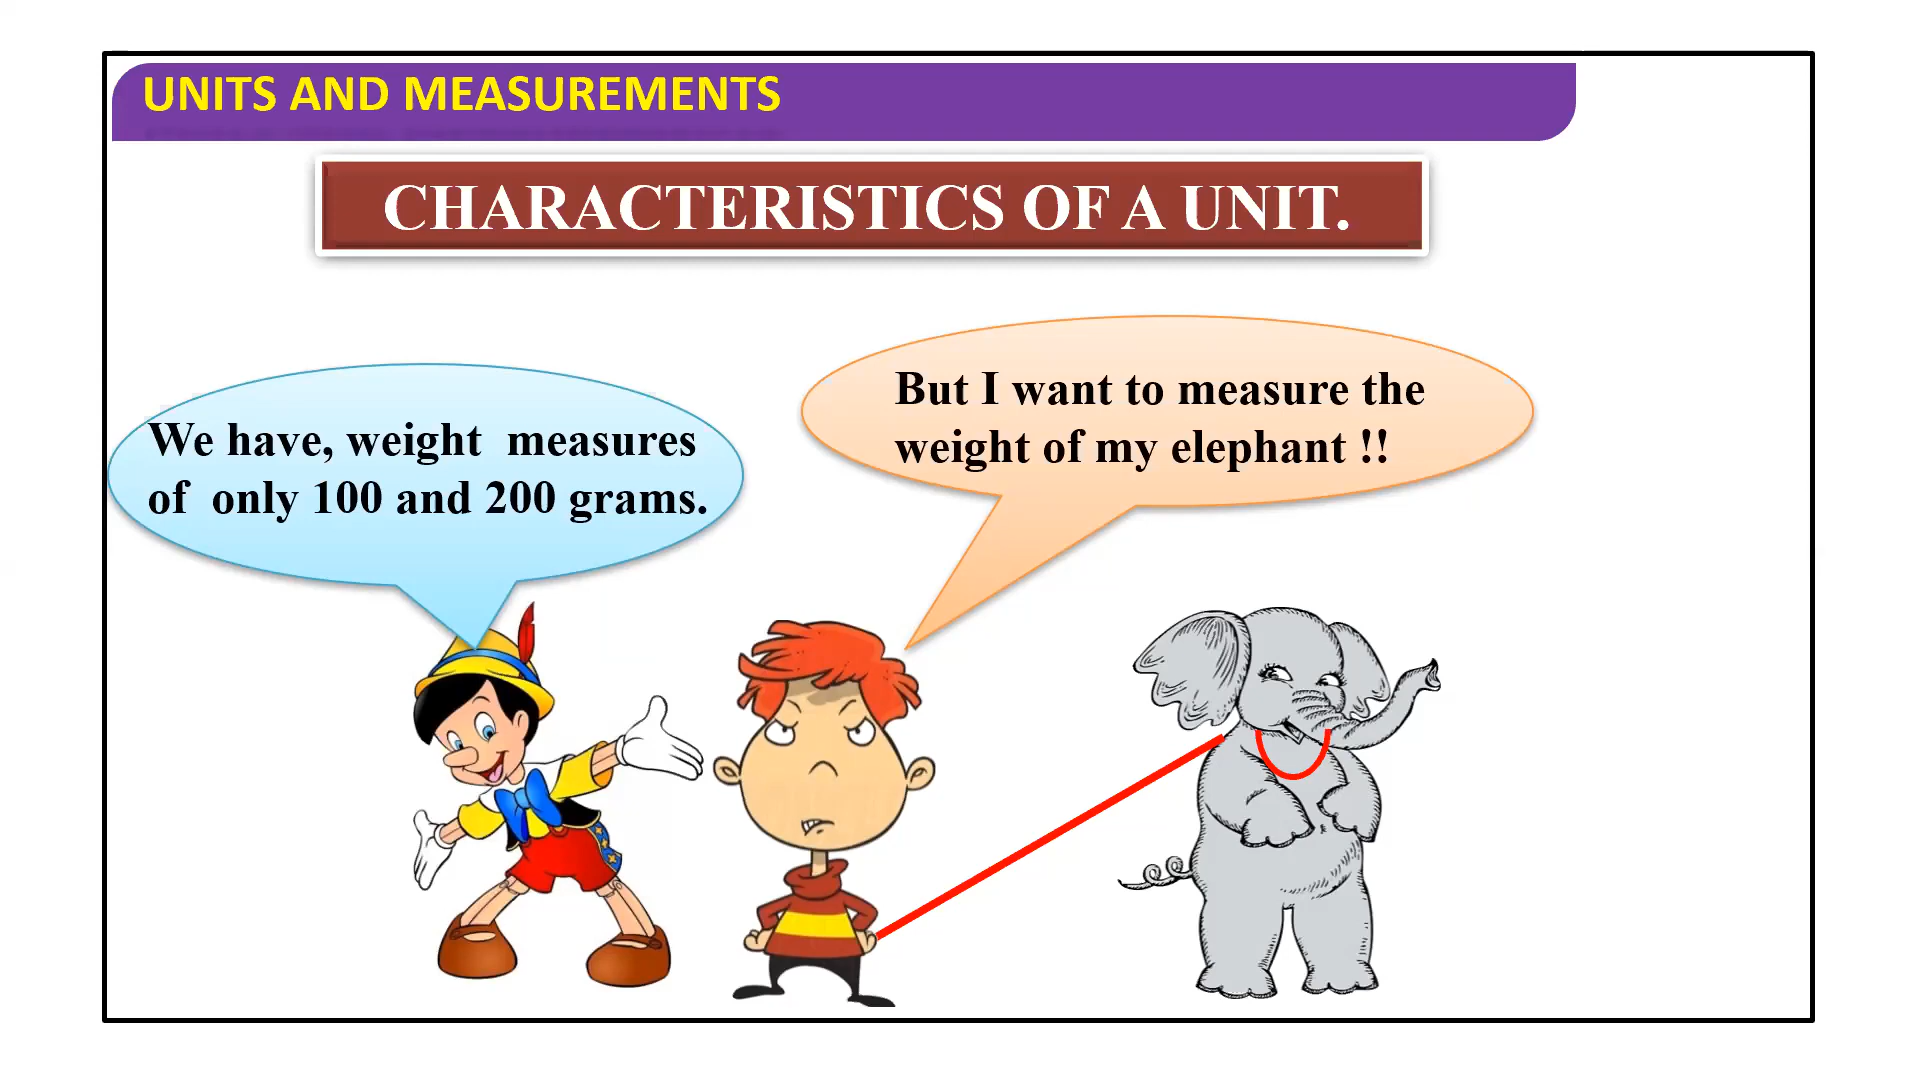 UNITS AND MEASUREMENTS
CHARACTERISTICS OF A UNIT.
We have, weight measures
of only 100 and 200 grams.
But I want to measure the
weight of my elephant !!